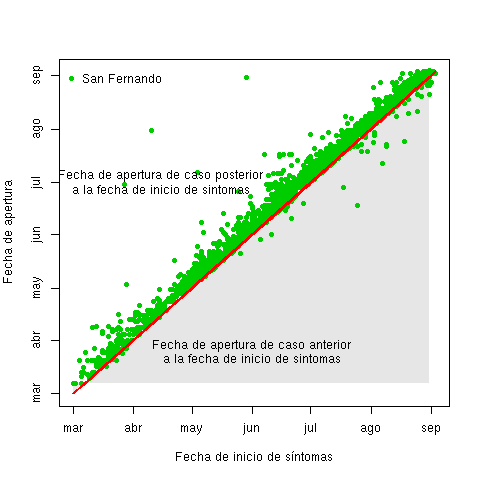 San Fernando
Fecha de apertura de caso posterior
a la fecha de inicio de sintomas
Fecha de apertura de caso anterior
a la fecha de inicio de sintomas
Fecha de apertura
sep
ago
jul
jun
may
abr
mar
mar abr may jun jul ago sep
Fecha de inicio de síntomas